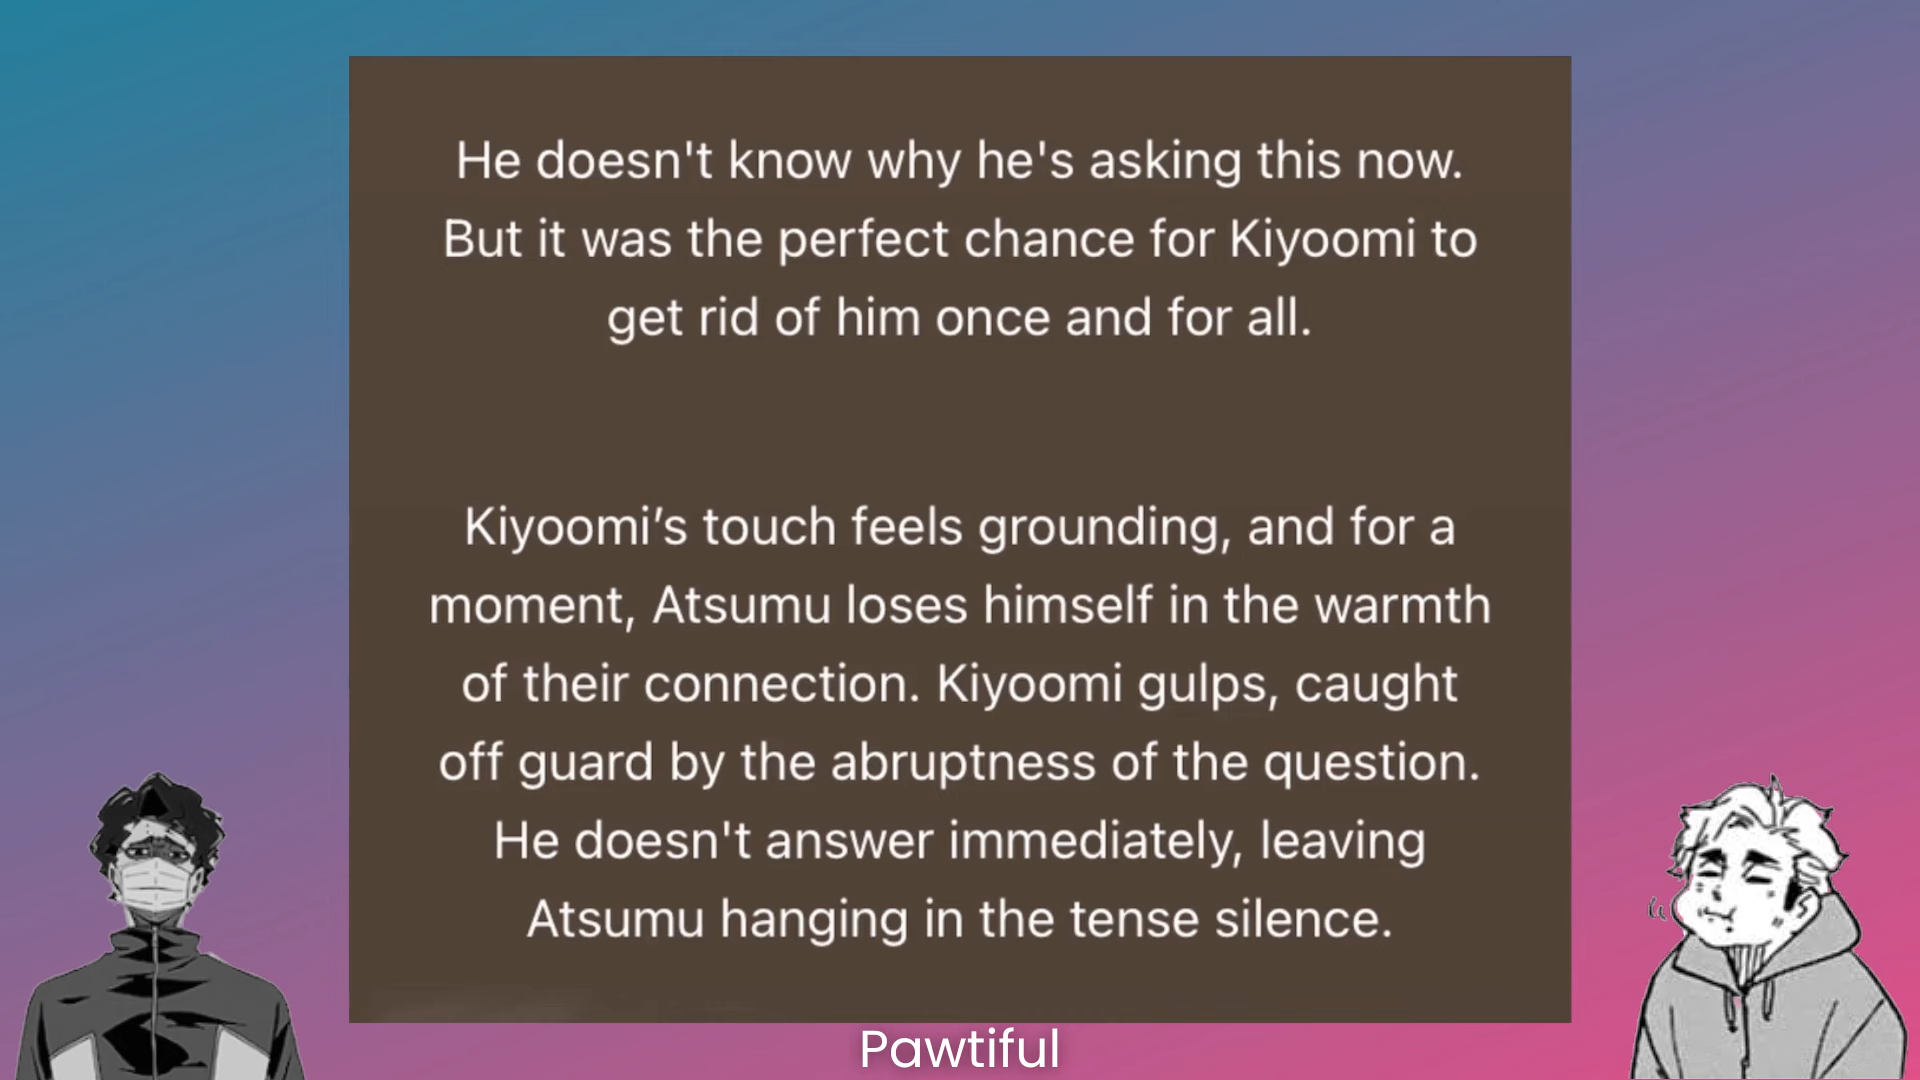 He doesn't know why he's asking this now.
But it was the perfect chance for Kiyoomi to
get rid of him once and for all.
Kiyoomi’s touch feels grounding, and for a
moment, Atsumu loses himself in the warmth
of their connection. Kiyoomi gulps, caught
off guard by the abruptness of the question.
He doesn't answer immediately, leaving
Atsumu hanging in the tense silence.
Pawtiful